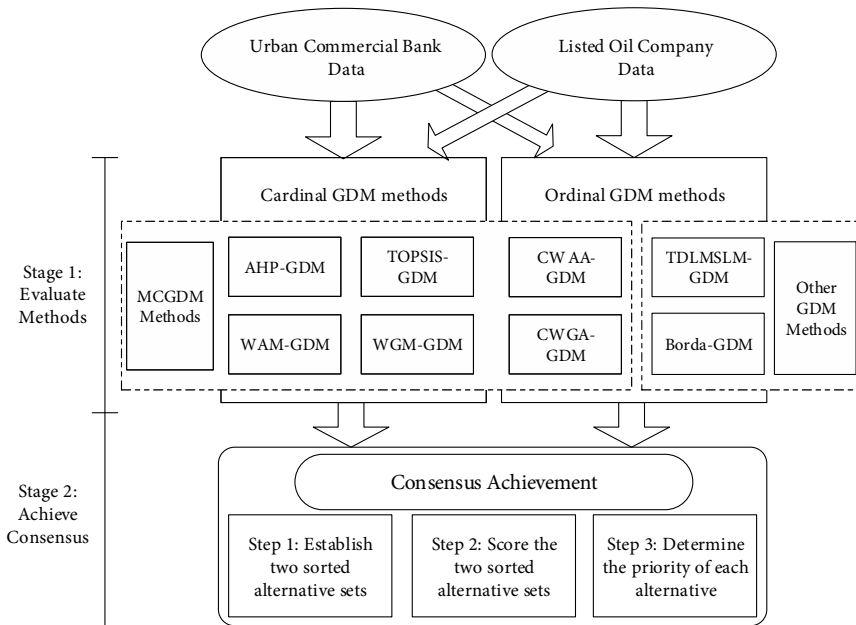 Urban Commercial Bank
Data
Listed Oil Company
Data
Stage 1:
Evaluate
Methods
Cardinal GDM methods
Ordinal GDM methods
MCGDM
Methods
AHP-GDM
TOPSIS-
GDM
CWAA-
GDM
TDLMSLM-
GDM
Other
GDM
Methods
WAM-GDM
WGM-GDM
CWGA-
GDM
Borda-GDM
Stage 2:
Achieve
Consensus
Consensus Achievement
Step 1: Establish
two sorted
alternative sets
Step 2: Score the
two sorted
alternative sets
Step 3: Determine
the priority of each
alternative